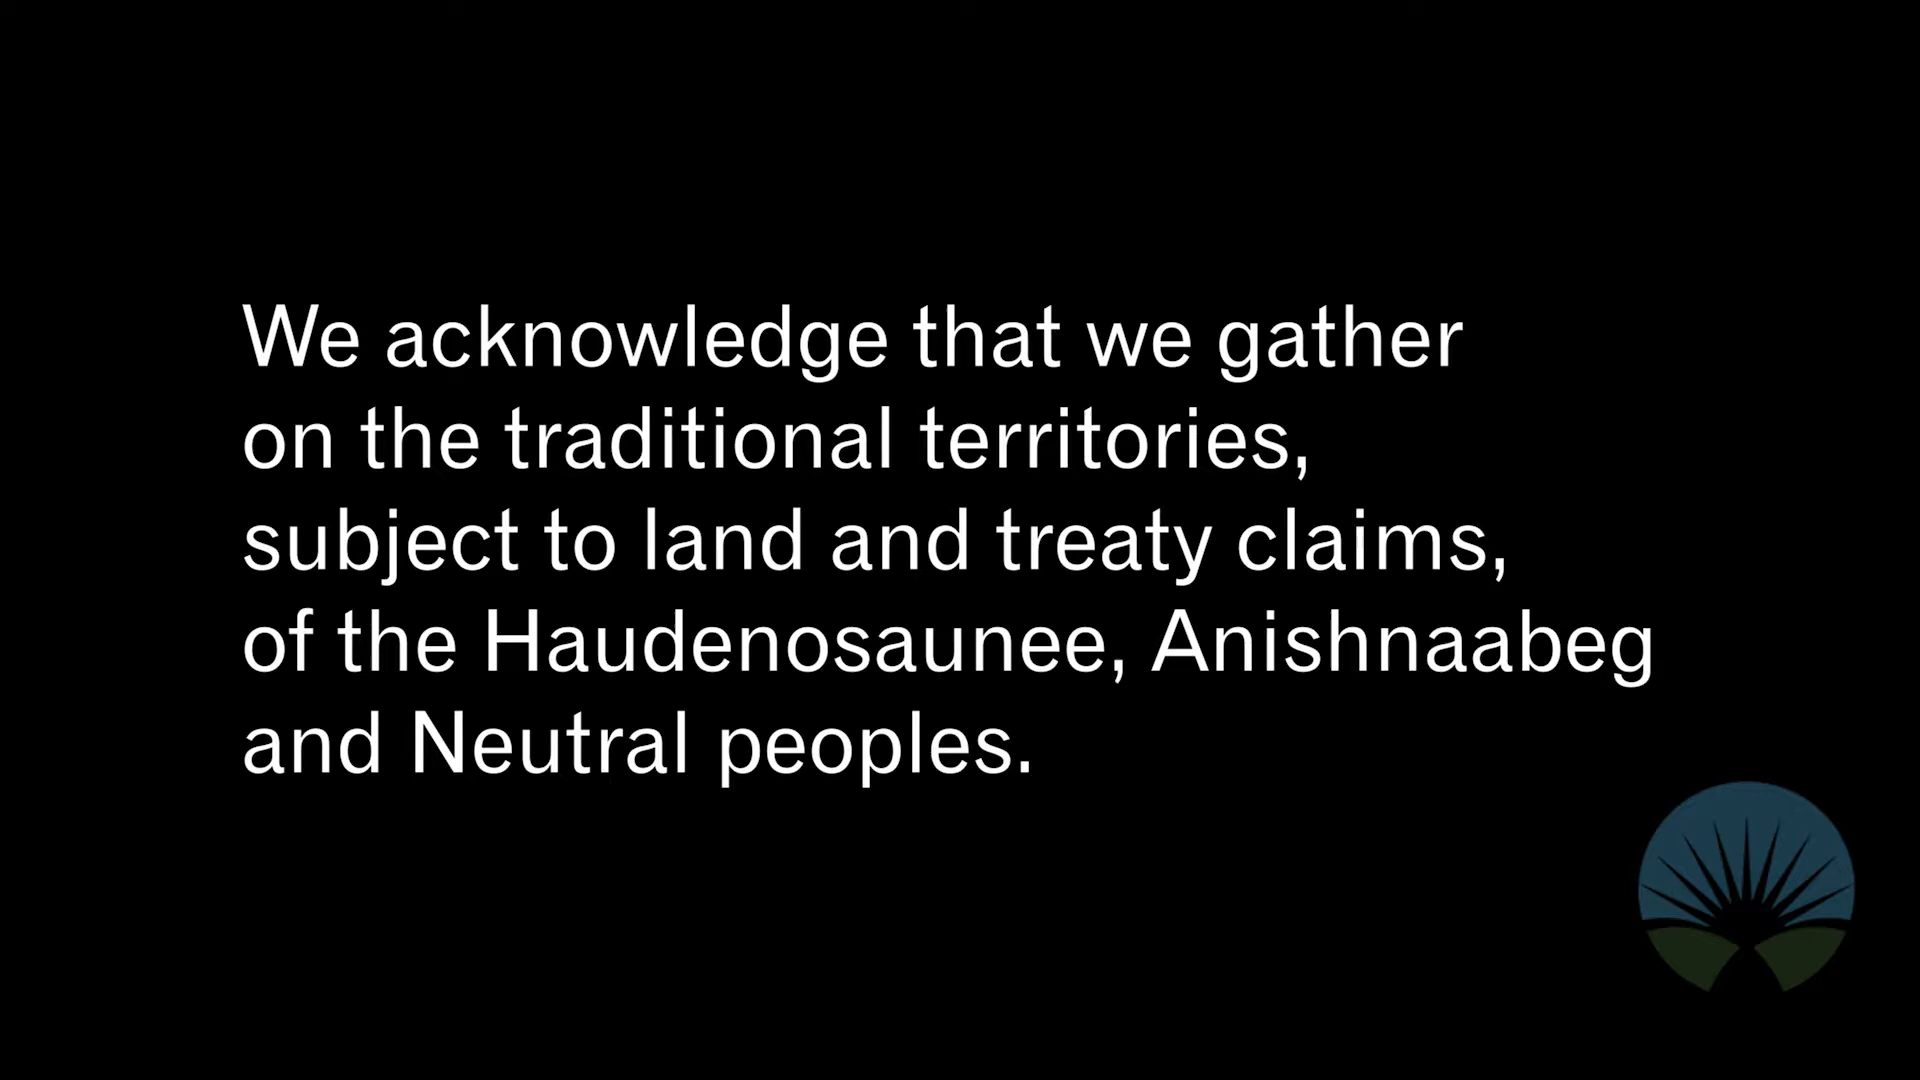 We acknowledge that we gather
on the traditional territories,
subject to land and treaty claims,
of the Haudenosaunee, Anishnaabeg
and Neutral peoples.